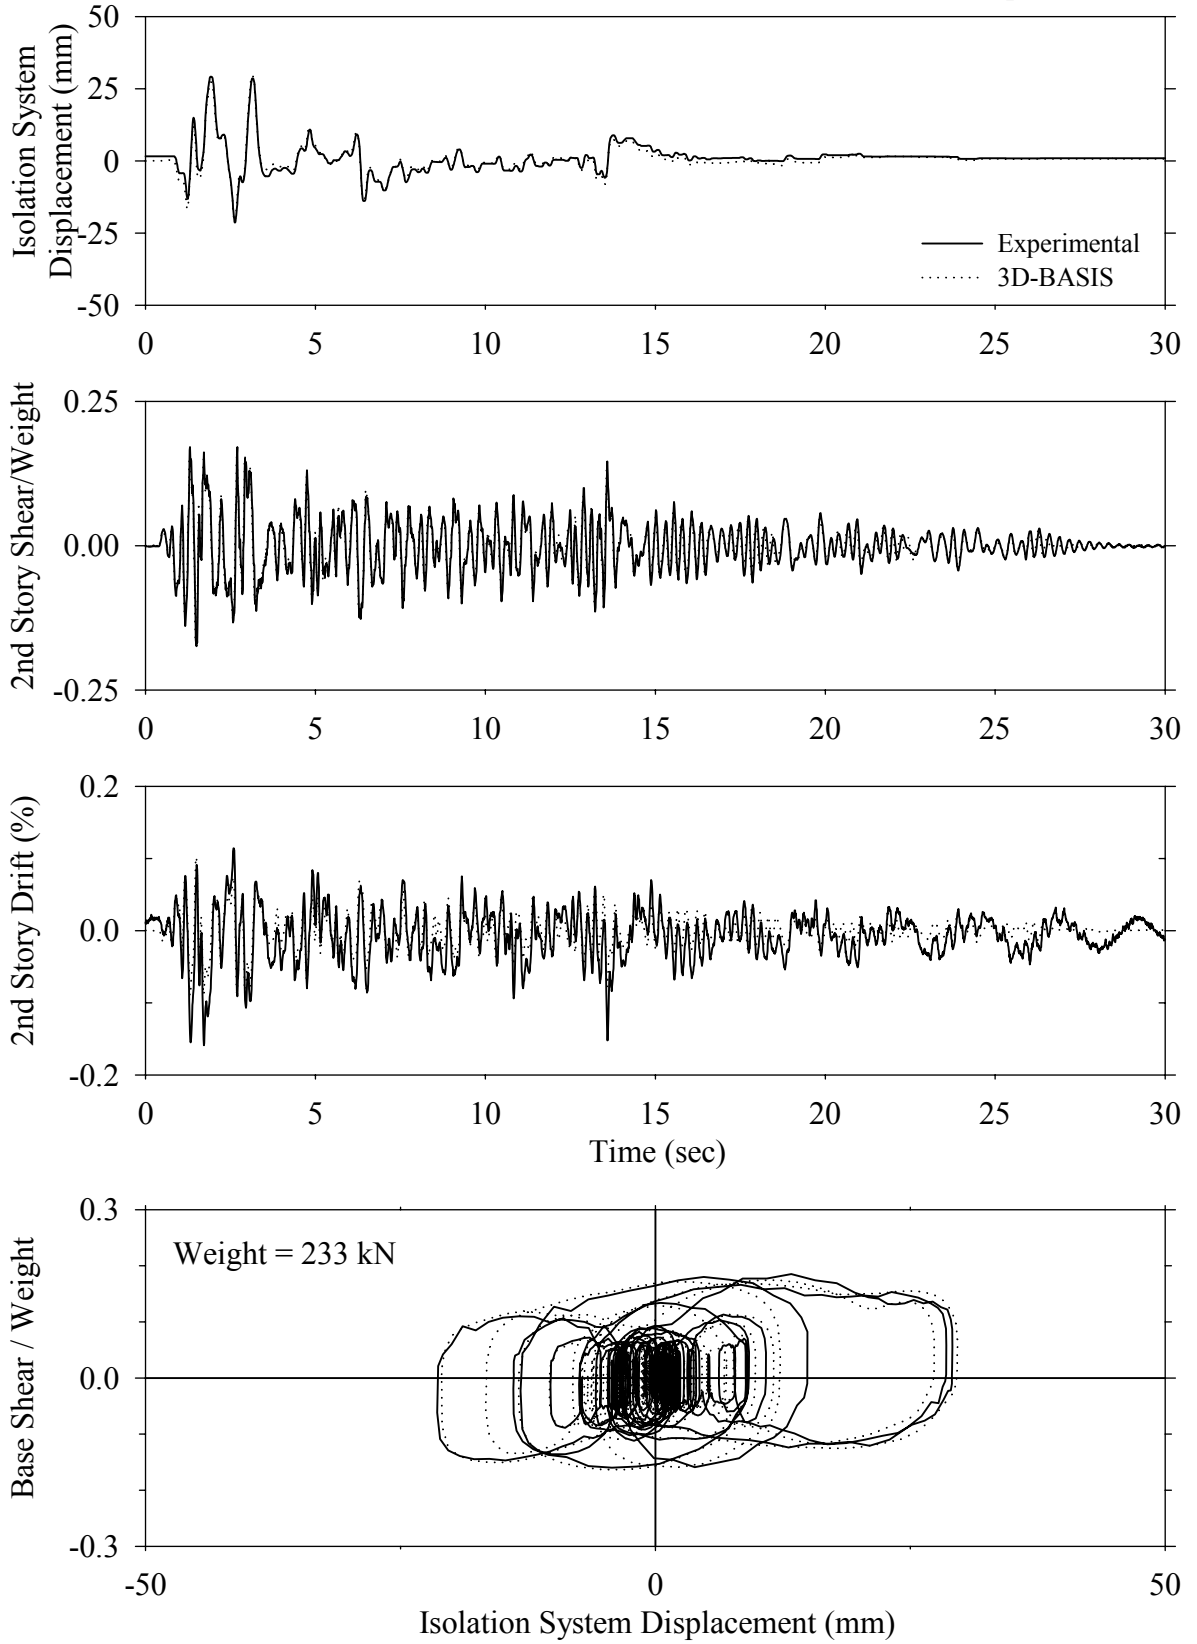 50
25
0
-25
-50
Isolation System
Displacement (mm)
Experimental
3D-BASIS
0 5 10 15 20 25 30
0.25
0.00
-0.25
2nd Story Shear/Weight
0 5 10 15 20 25 30
0.2
0.0
-0.2
2nd Story Drift (%)
0 5 10 15 20 25 30
Time (sec)
0.3
0.0
-0.3
Base Shear / Weight
Weight = 233 kN
-50 0 50
Isolation System Displacement (mm)